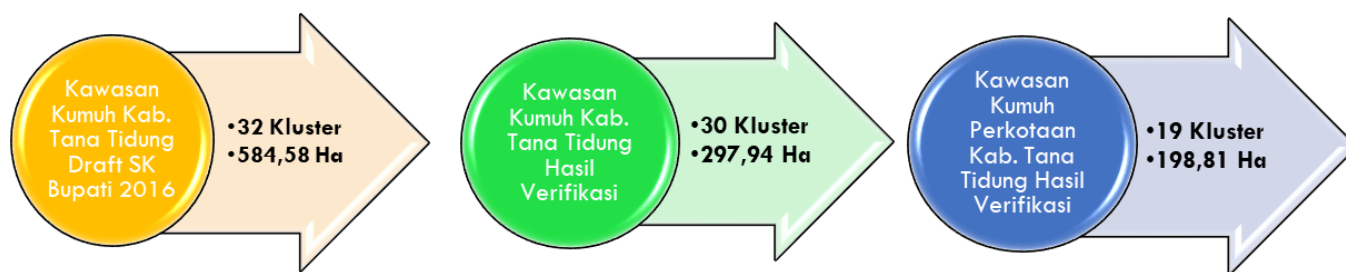 Kawasan
Kumuh Kab.
Tana Tidung
Draft SK
Bupati 2016
•32 Kluster
•584,58 Ha
Kawasan
Kumuh Kab.
Tana Tidung
Hasil
Verifikasi
•30 Kluster
•297,94 Ha
Kawasan
Kumuh
Perkotaan
Kab. Tana
Tidung Hasil
Verifikasi
•19 Kluster
•198,81 Ha